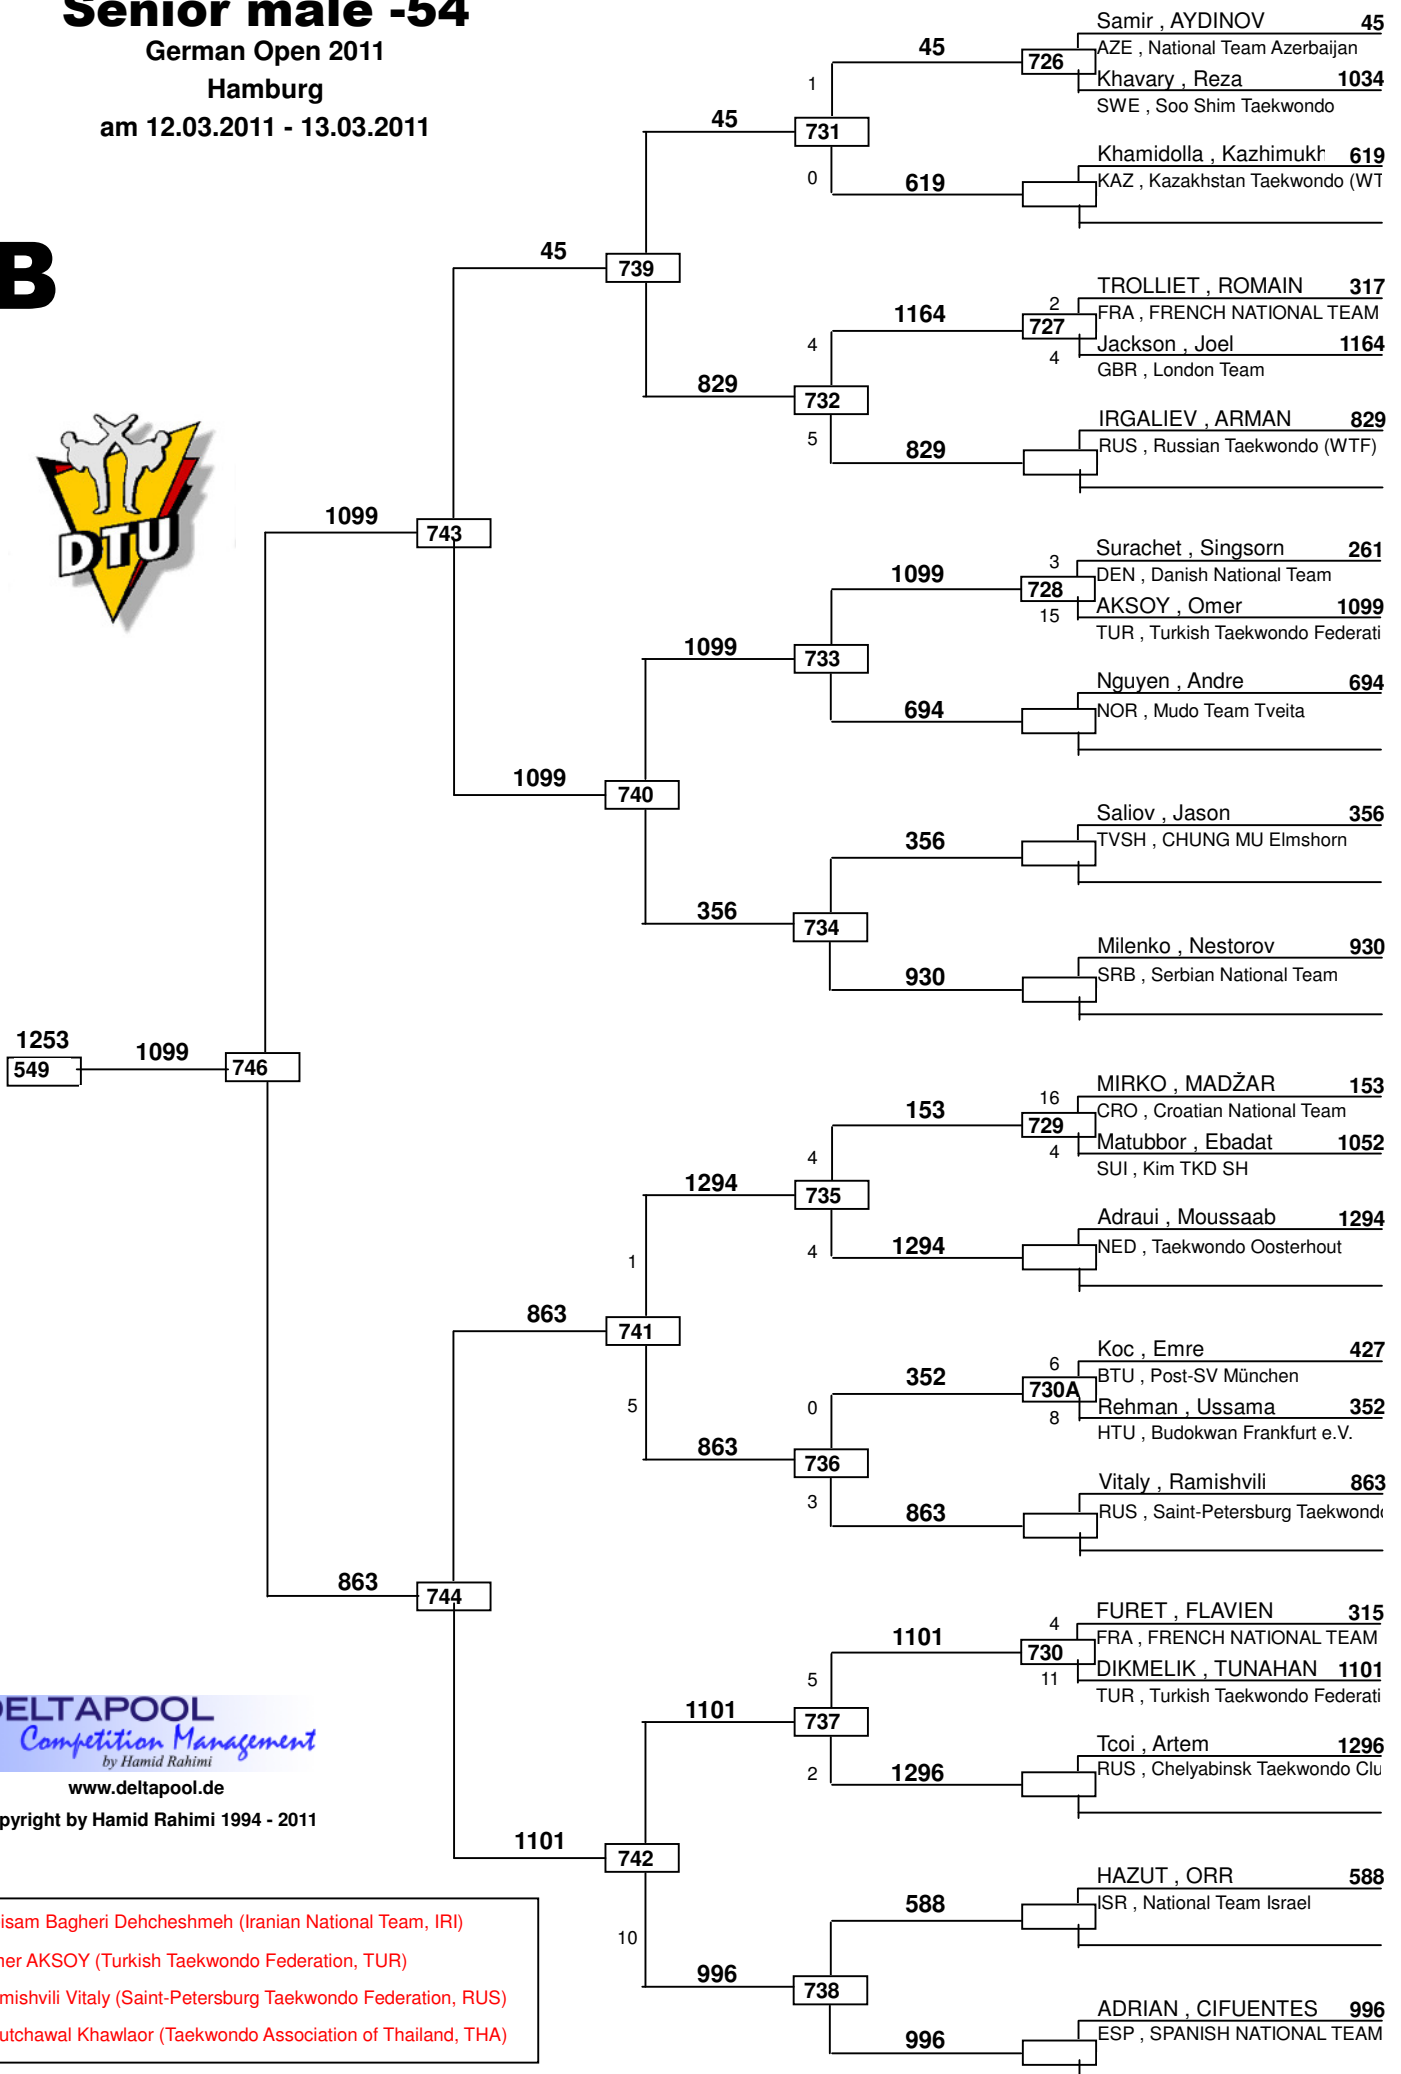 Senior male -54
German Open 2011
Hamburg
am 12.03.2011 - 13.03.2011
B
DTU
Samir , AYDINOV 45
AZE , National Team Azerbaijan
726
45
Khavary , Reza 1034
SWE , Soo Shim Taekwondo
1
45
731
0
Khamidolla , Kazhimukh 619
KAZ , Kazakhstan Taekwondo (WT
619
45
739
TROLLIET , ROMAIN 317
2
FRA , FRENCH NATIONAL TEAM
1164
727
4
Jackson , Joel 1164
GBR , London Team
4
829
732
5
IRGALIEV , ARMAN 829
RUS , Russian Taekwondo (WTF)
829
1099
743
Surachet , Singsorn 261
3
DEN , Danish National Team
1099
728
15
AKSOY , Omer 1099
TUR , Turkish Taekwondo Federati
1099
733
Nguyen , Andre 694
NOR , Mudo Team Tveita
694
1099
740
Saliov , Jason 356
TVSH , CHUNG MU Elmshorn
356
356
734
Milenko , Nestorov 930
SRB , Serbian National Team
930
1253
549
1099
746
MIRKO , MADŽAR 153
16
CRO , Croatian National Team
153
729
4
Matubbor , Ebadat 1052
SUI , Kim TKD SH
4
1294
735
4
Adraui , Moussaab 1294
NED , Taekwondo Oosterhout
1294
1
863
741
5
Koc , Emre 427
6
BTU , Post-SV München
352
730A
8
Rehman , Ussama 352
HTU , Budokwan Frankfurt e.V.
0
863
736
3
Vitaly , Ramishvili 863
RUS , Saint-Petersburg Taekwondo
863
863
744
FURET , FLAVIEN 315
4
FRA , FRENCH NATIONAL TEAM
1101
730
11
DIKMELIK , TUNAHAN 1101
TUR , Turkish Taekwondo Federati
5
1101
737
2
Tcoi , Artem 1296
RUS , Chelyabinsk Taekwondo Clu
1296
1101
742
10
HAZUT , ORR 588
ISR , National Team Israel
588
996
738
ADRIAN , CIFUENTES 996
ESP , SPANISH NATIONAL TEAM
996
DELTAPOOL
Competition Management
by Hamid Rahimi
www.deltapool.de
pyright by Hamid Rahimi 1994 - 2011
isam Bagheri Dehcheshmeh (Iranian National Team, IRI)
ner AKSOY (Turkish Taekwondo Federation, TUR)
mishvili Vitaly (Saint-Petersburg Taekwondo Federation, RUS)
utchawal Khawlaor (Taekwondo Association of Thailand, THA)